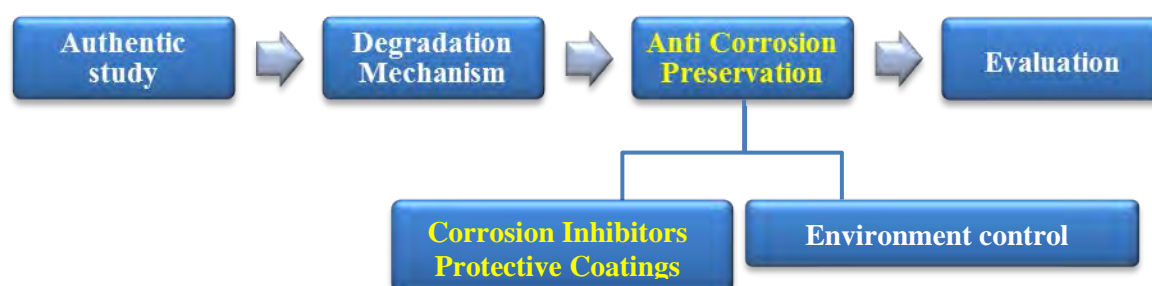 Authentic
study
Degradation
Mechanism
Anti Corrosion
Preservation
Evaluation
Corrosion Inhibitors
Protective Coatings
Environment control